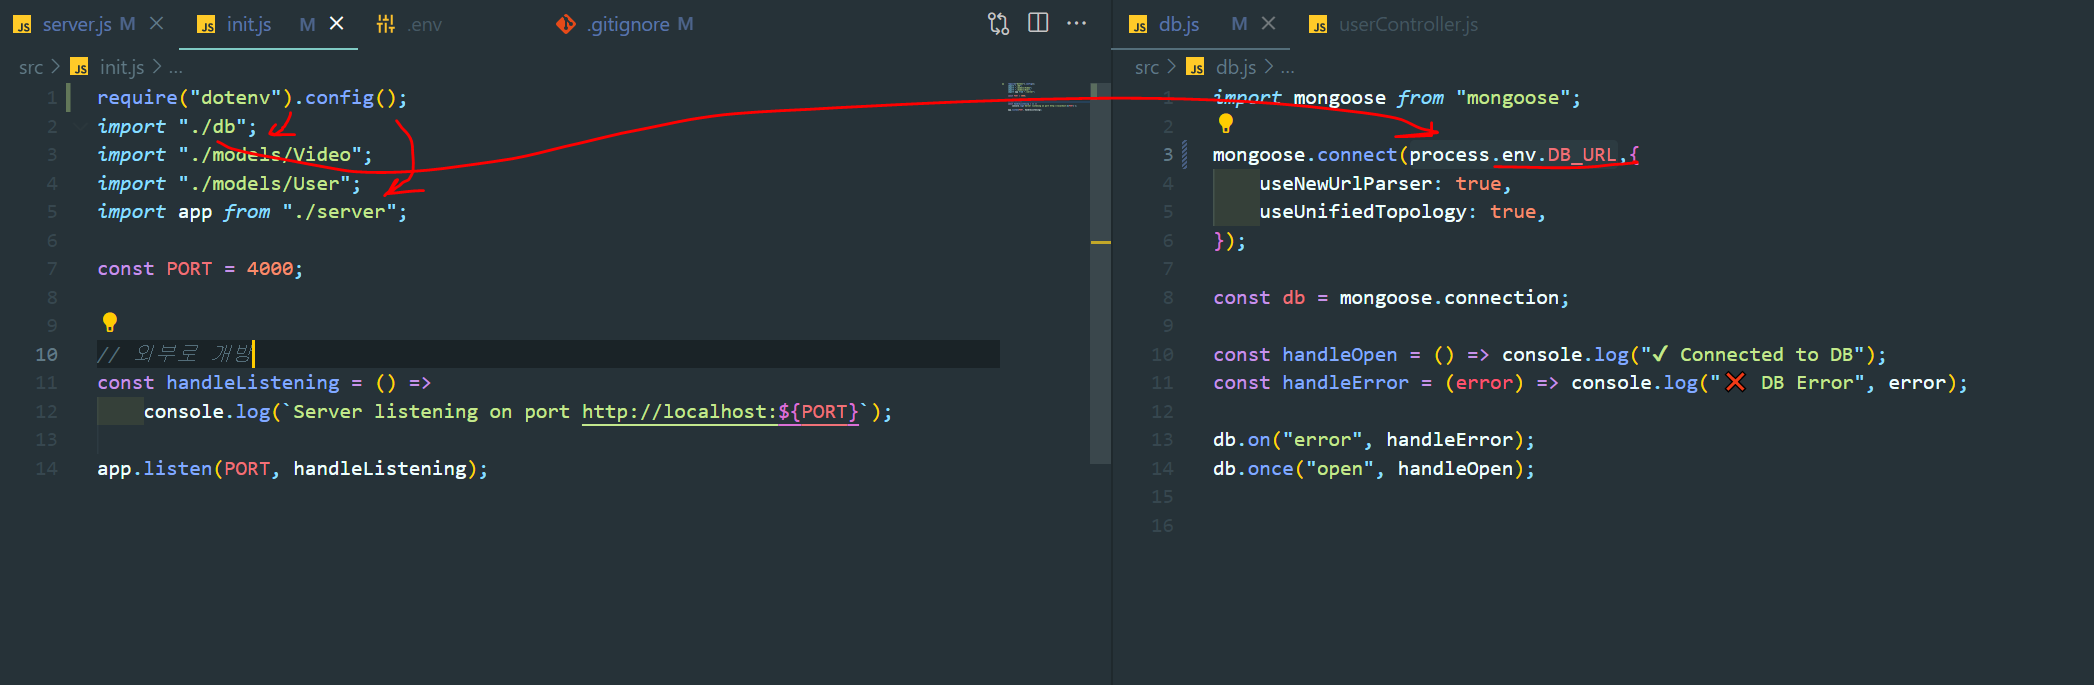 server.js M
init.js M
.env
.gitignore M
src > init.js > ...
1 require("dotenv").config();
2 import "./db";
3 import "./models/Video";
4 import "./models/User";
5 import app from "./server";
6
7 const PORT = 4000;
8
9
10 // 외부로 개방
11 const handleListening = () =>
12 console.log(`Server listening on port http://localhost:${PORT}`);
13
14 app.listen(PORT, handleListening);
db.js M
userController.js
src > db.js > ...
1 import mongoose from "mongoose";
2
3 mongoose.connect(process.env.DB_URL,{
4 useNewUrlParser: true,
5 useUnifiedTopology: true,
6 });
7
8 const db = mongoose.connection;
9
10 const handleOpen = () => console.log("✔ Connected to DB");
11 const handleError = (error) => console.log("❌ DB Error", error);
12
13 db.on("error", handleError);
14 db.once("open", handleOpen);
15
16